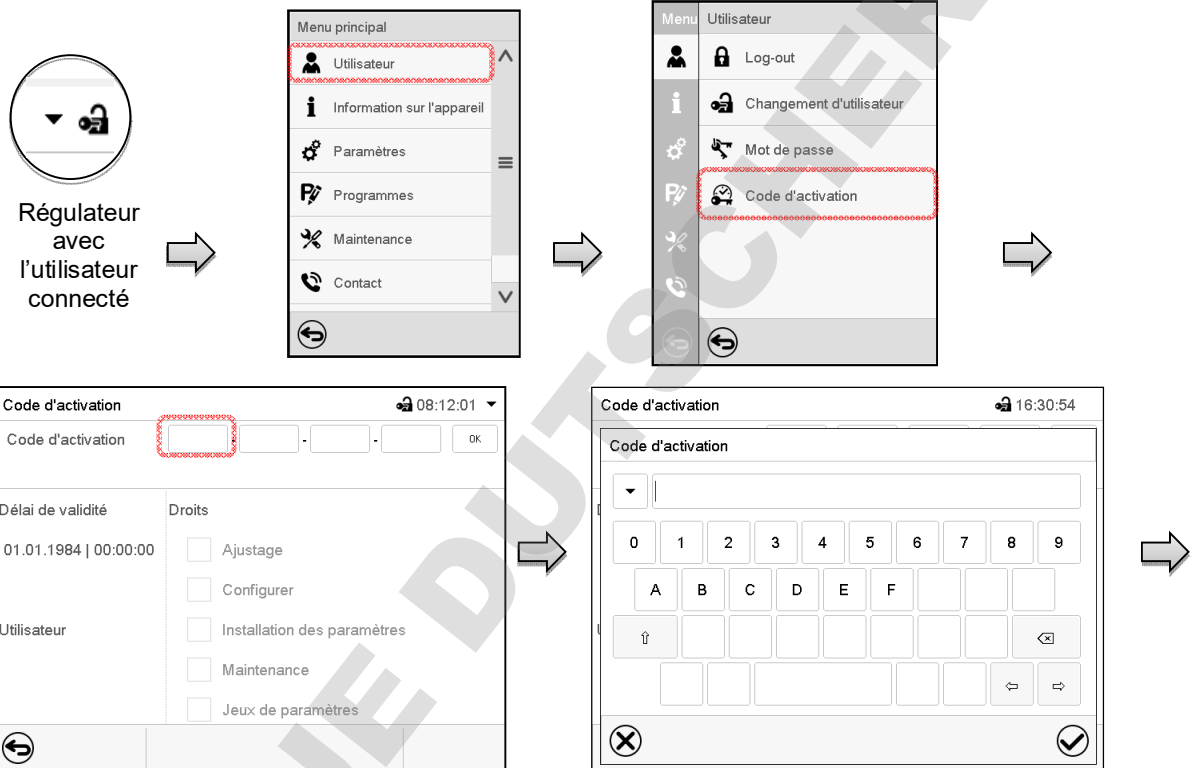 Régulateur
avec
l’utilisateur
connecté
Menu principal
Utilisateur
Information sur l'appareil
Paramètres
Programmes
Maintenance
Contact
Menu
Utilisateur
Log-out
Changement d'utilisateur
Mot de passe
Code d'activation
Code d'activation 08:12:01
Code d'activation - - - OK
Délai de validité Droits
01.01.1984 | 00:00:00 Ajustage
Configurer
Utilisateur Installation des paramètres
Maintenance
Jeux de paramètres
Code d'activation 16:30:54
Code d'activation
0 1 2 3 4 5 6 7 8 9
A B C D E F
NE DUTSCHER